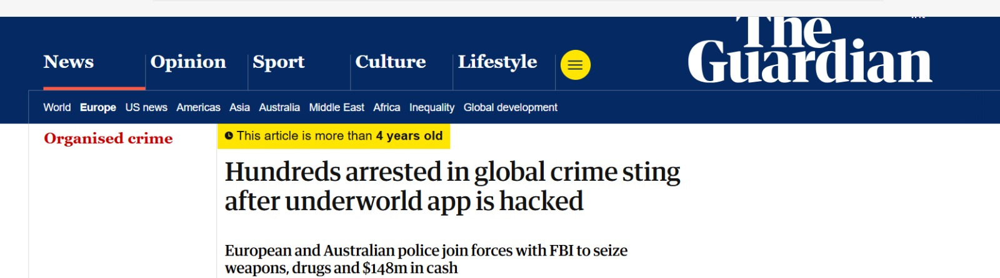 The
Guardian
News Opinion Sport Culture Lifestyle
World Europe US news Americas Asia Australia Middle East Africa Inequality Global development
Organised crime
This article is more than 4 years old
Hundreds arrested in global crime sting
after underworld app is hacked
European and Australian police join forces with FBI to seize
weapons, drugs and $148m in cash